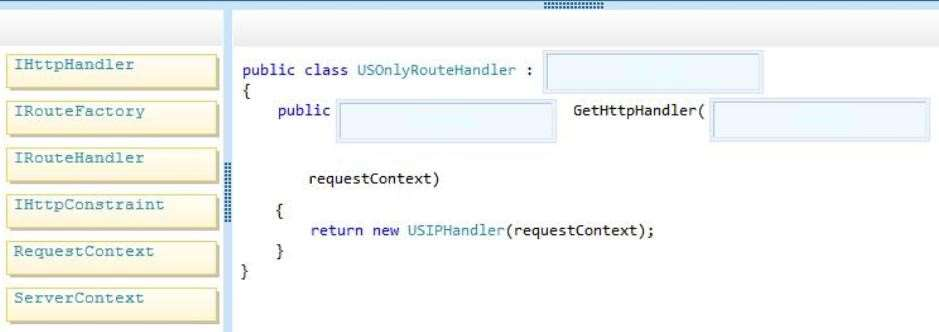 IHttpHandler
IRouteFactory
IRouteHandler
IHttpConstraint
RequestContext
ServerContext
public class USOnlyRouteHandler :
{
public GetHttpHandler(
requestContext)
{
return new USIPHandler(requestContext);
}
}